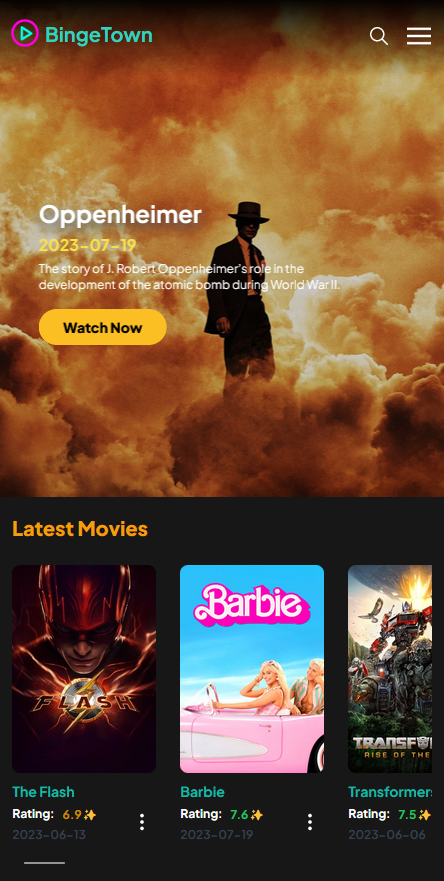 BingeTown
Oppenheimer
2023-07-19
The story of J. Robert Oppenheimer's role in the
development of the atomic bomb during World War II.
Watch Now
Latest Movies
FLASH
Barbie
TRANSFO
RISE OF THE
The Flash
Barbie
Transformers
Rating: 6.9✨
Rating: 7.6✨
Rating: 7.5✨
2023-06-13
2023-07-19
2023-06-06